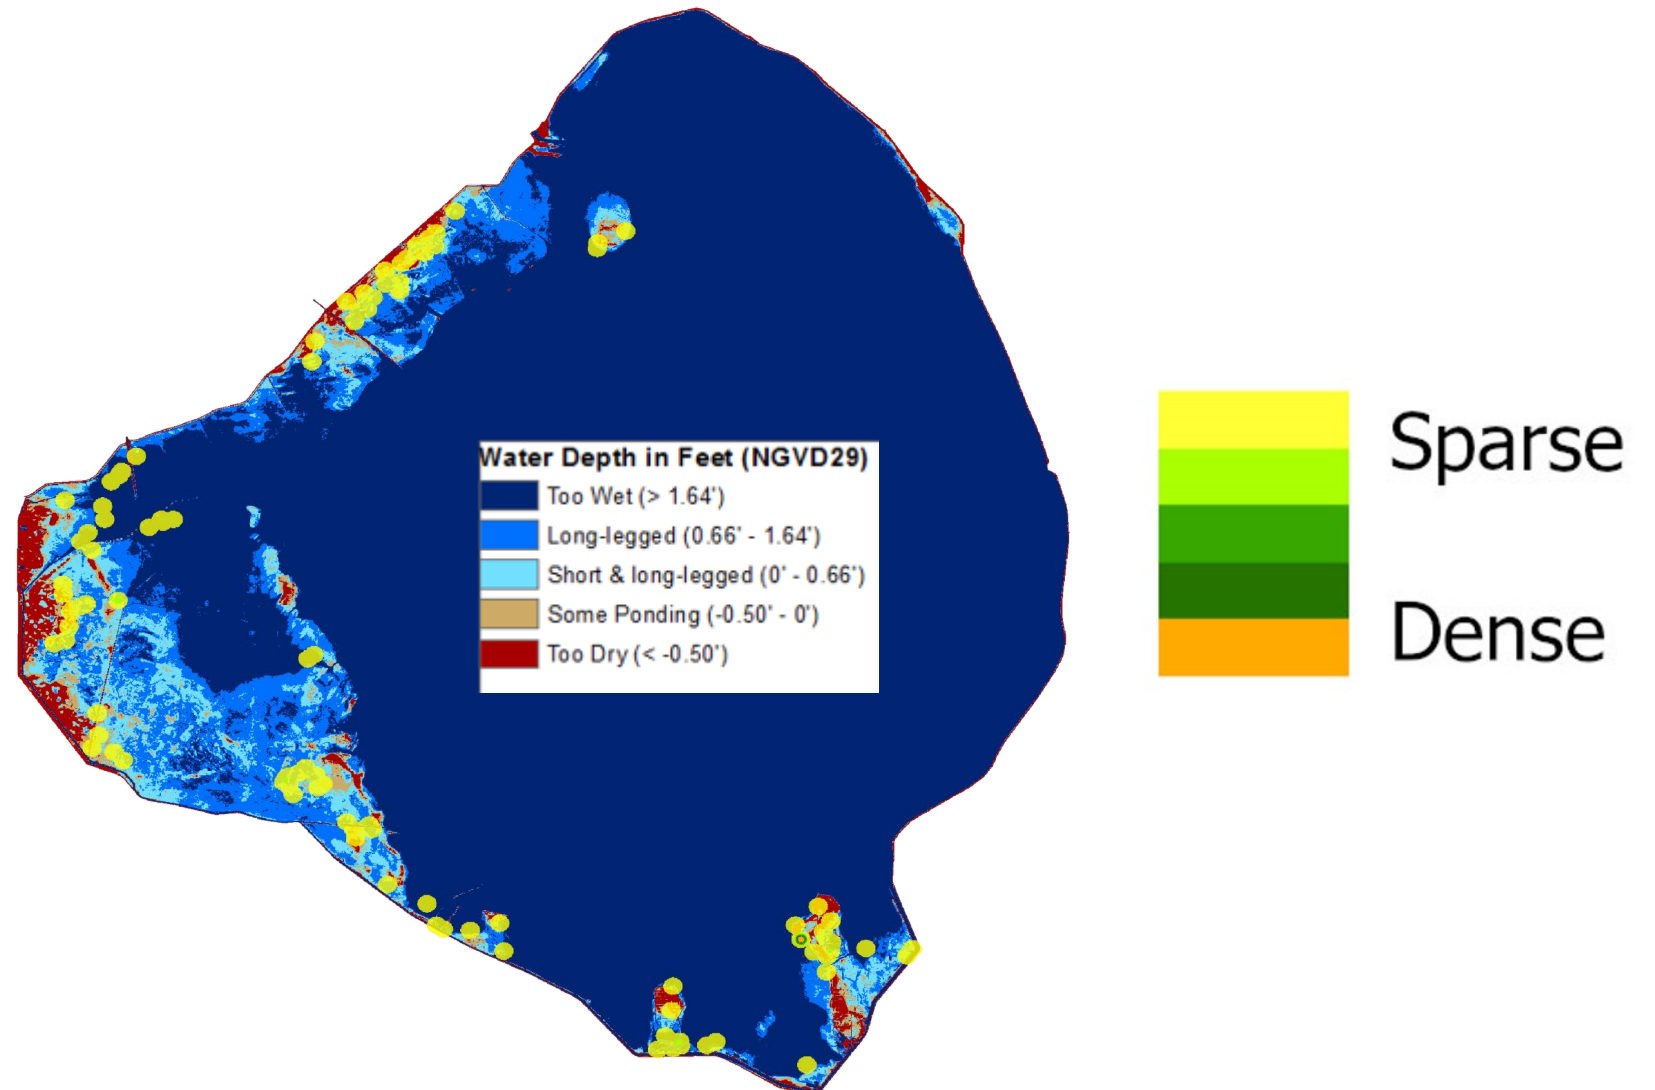 Water Depth in Feet (NGVD29)
Too Wet (> 1.64')
Long-legged (0.66' - 1.64')
Short & long-legged (0' - 0.66')
Some Ponding (-0.50' - 0')
Too Dry (< -0.50')
Sparse
Dense